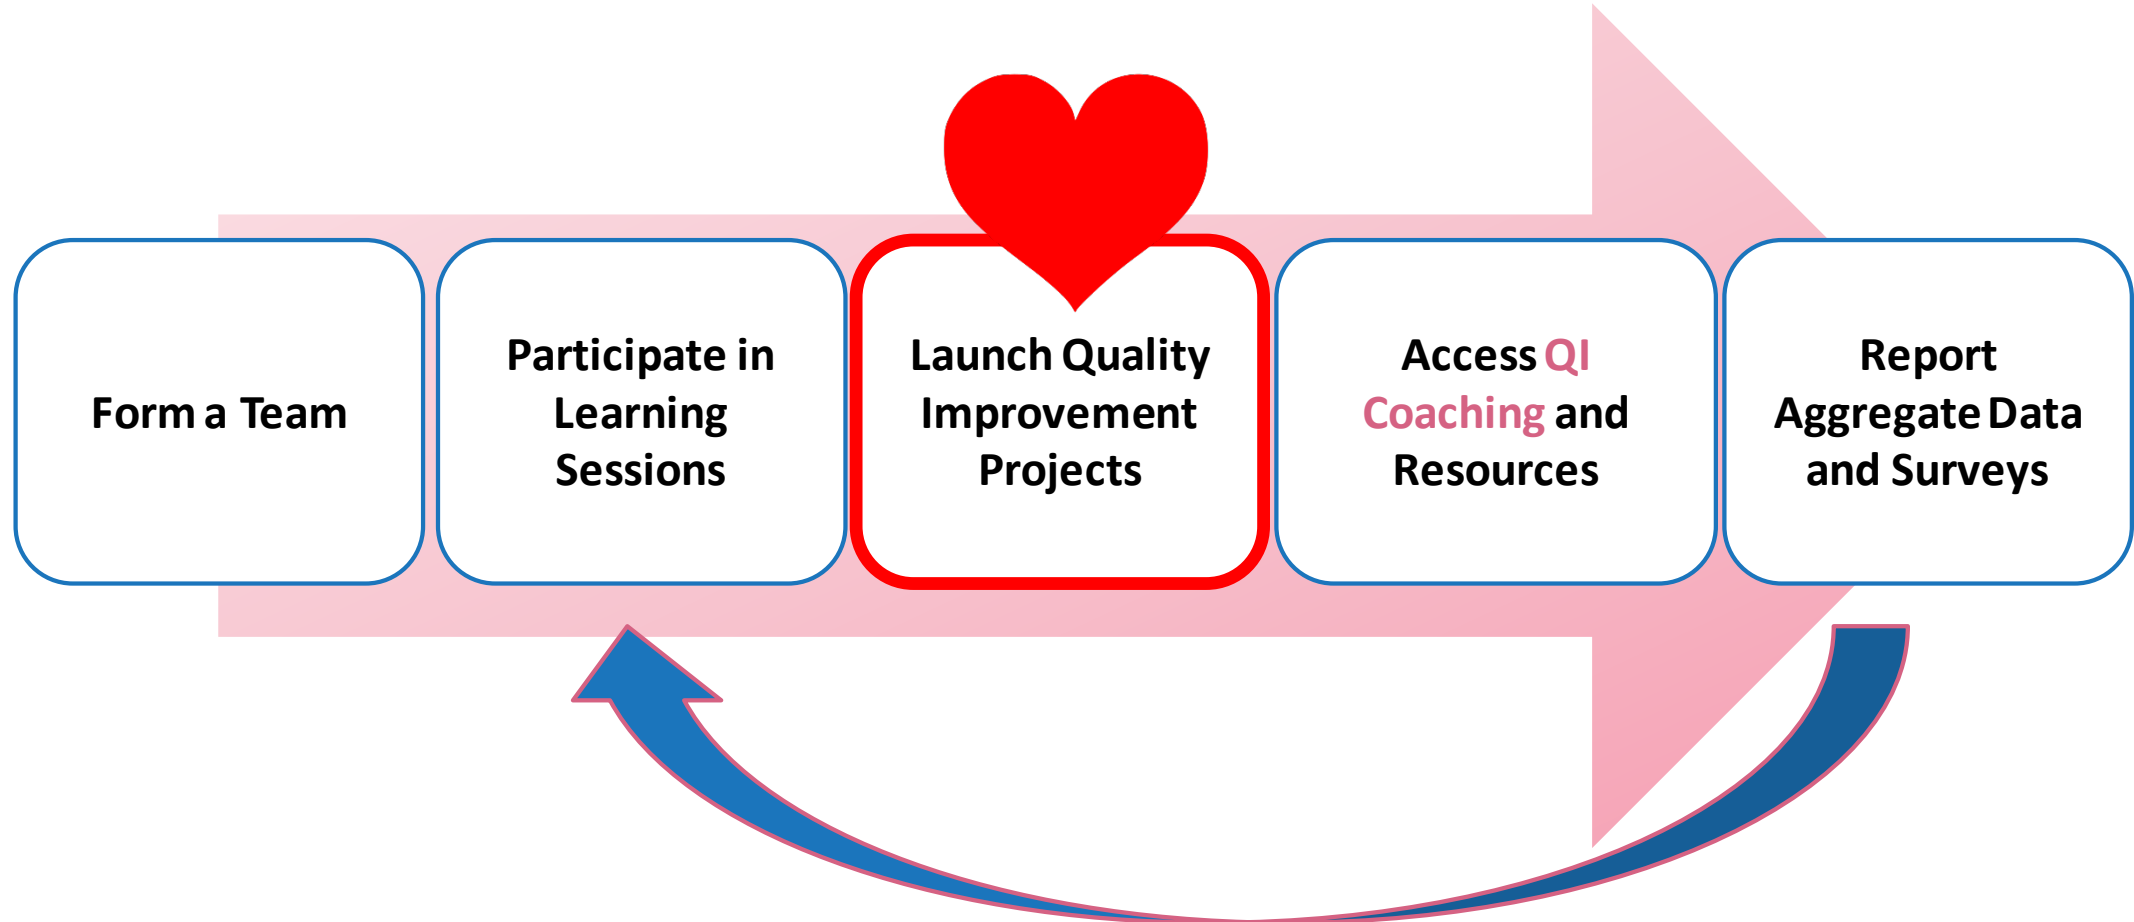 Form a Team
Participate in
Learning
Sessions
Launch Quality
Improvement
Projects
Access QI
Coaching and
Resources
Report
Aggregate Data
and Surveys